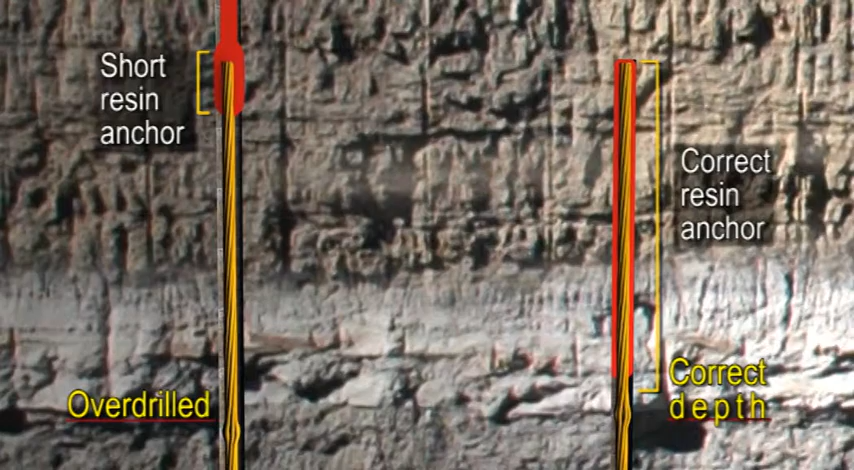 Short
resin
anchor
Correct
resin
anchor
Overdrilled
Correct
depth